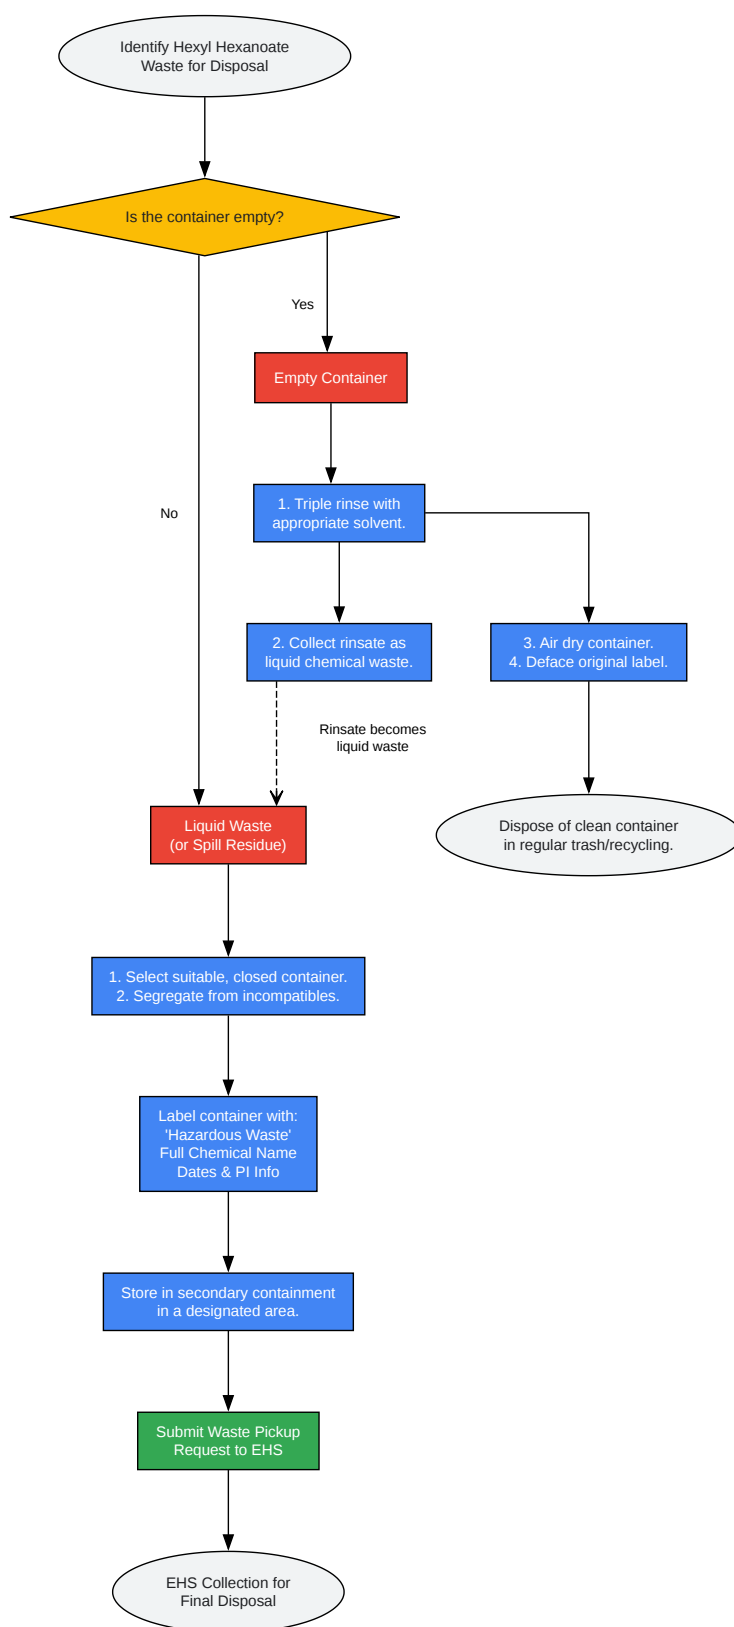 Identify Hexyl Hexanoate
Waste for Disposal
Is the container empty?
Yes
Empty Container
No
1. Triple rinse with
appropriate solvent.
2. Collect rinsate as
liquid chemical waste.
3. Air dry container.
4. Deface original label.
Rinsate becomes
liquid waste
Liquid Waste
(or Spill Residue)
Dispose of clean container
in regular trash/recycling.
1. Select suitable, closed container.
2. Segregate from incompatibles.
Label container with:
'Hazardous Waste'
Full Chemical Name
Dates & PI Info
Store in secondary containment
in a designated area.
Submit Waste Pickup
Request to EHS
EHS Collection for
Final Disposal